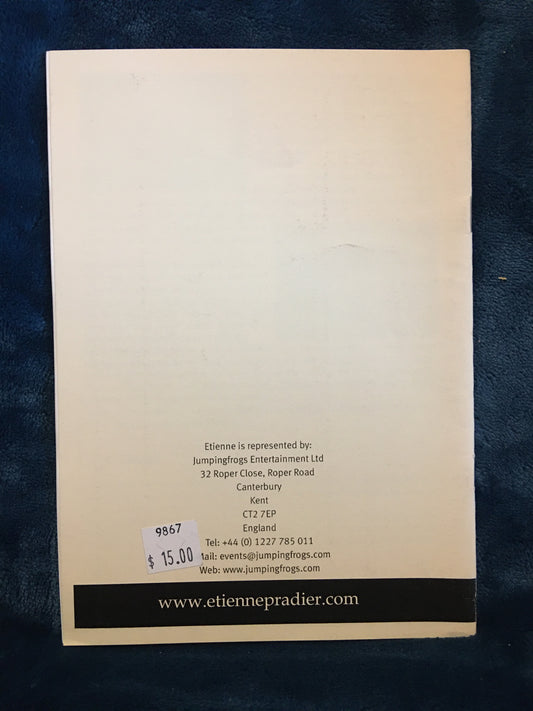 Etienne is represented by:
Jumpingfrogs Entertainment Ltd
32 Roper Close, Roper Road
Canterbury
Kent
CT2 7EP
England
Tel: +44 (0) 1227 785 011
Mail: events@jumpingfrogs.com
Web: www.jumpingfrogs.com
9867
$ 15.00
www.etiennepradier.com